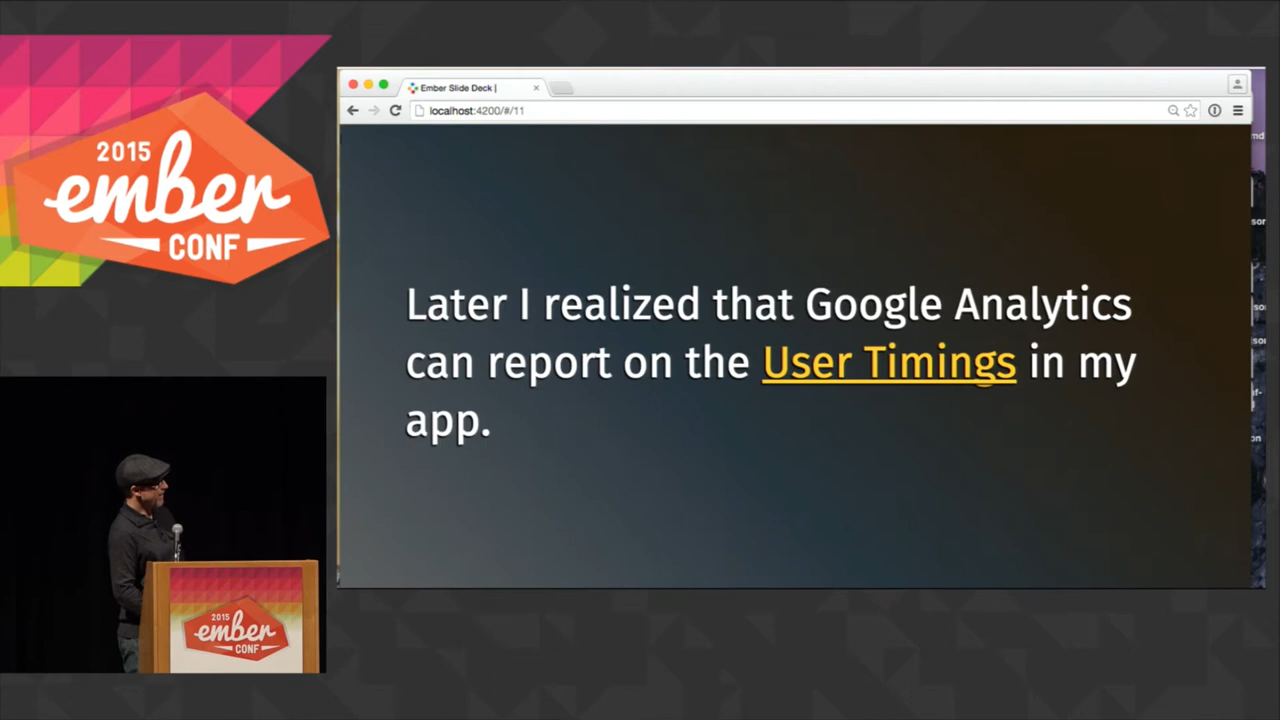 2015
ember
CONF
Ember Slide Deck |
localhost:4200/#/11
Later I realized that Google Analytics
can report on the User Timings in my
app.
2015
ember
CONF